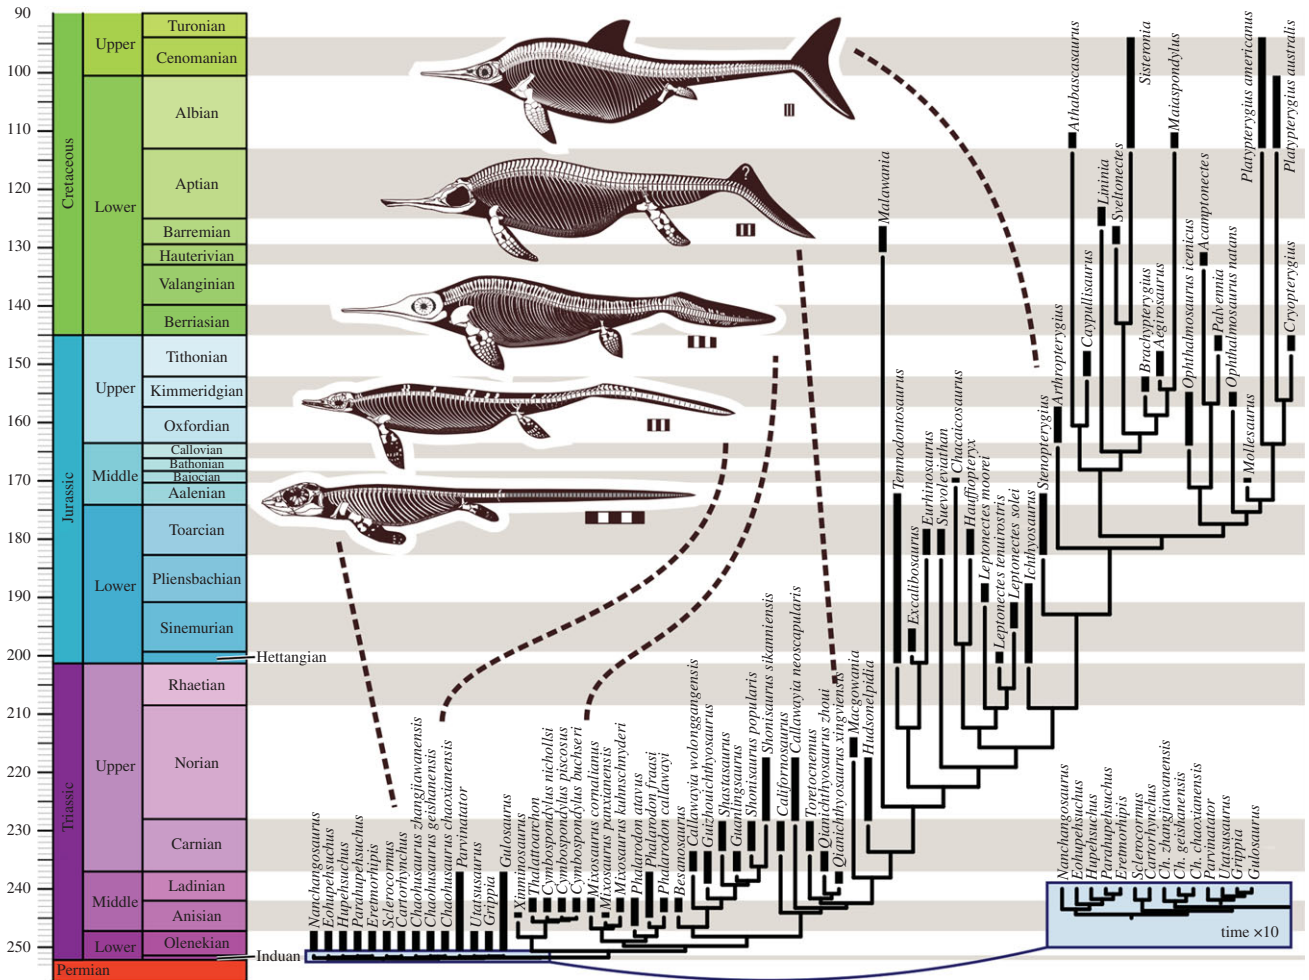 90
100
110
120
130
140
150
160
170
180
190
200
210
220
230
240
250
Cretaceous
Jurassic
Triassic
Permian
Upper
Lower
Upper
Middle
Lower
Upper
Middle
Lower
Turonian
Cenomanian
Albian
Aptian
Barremian
Hauterivian
Valanginian
Berriasian
Tithonian
Kimmeridgian
Oxfordian
Callovian
Bathonian
Bajocian
Aalenian
Toarcian
Pliensbachian
Sinemurian
Hettangian
Rhaetian
Norian
Carnian
Ladinian
Anisian
Olenekian
Induan
?
Nanchangosaurus
Eohupehsuchus
Hupehsuchus
Parahupehsuchus
Eretmorhipis
Sclerocormus
Cartorhynchus
Chaohusaurus zhangjiawanensis
Chaohusaurus geishanensis
Chaohusaurus chaoxianensis
Parvinatator
Utatsusaurus
Grippia
Gulosaurus
Xinminosaurus
Thalattoarchon
Cymbospondylus nichollsi
Cymbospondylus piscosus
Cymbospondylus buchseri
Mixosaurus cornalianus
Mixosaurus panxianensis
Mixosaurus kuhnschnyderi
Phalarodon atavus
Phalarodon fraasi
Phalarodon callawayi
Besanosaurus
Callawayia wolonggangensis
Guizhouichthyosaurus
Shastasaurus
Guanlingsaurus
Shonisaurus popularis
Shonisaurus sikanniensis
Californosaurus
Callawayia neoscapularis
Toretocnemus
Qianichthyosaurus zhoui
Qianichthyosaurus xingviensis
Macgowania
Hudsonelpidia
Malawania
Temnodontosaurus
Excalibosaurus
Eurhinosaurus
Suevoleviathan
Chacaicosaurus
Hauffiopteryx
Leptonectes moorei
Leptonectes tenuirostris
Leptonectes solei
Ichthyosaurus
Stenopterygius
Arthropterygius
Athabascasaurus
Caypullisaurus
Lininia
Sveltonectes
Sisteronia
Brachypterygius
Aegirosaurus
Maiaspondylus
Ophthalmosaurus icenicus
Acamptonectes
Palvennia
Ophthalmosaurus natans
Mollesaurus
Platypterygius americanus
Platypterygius australis
Cryopterygius
Nanchangosaurus
Eohupehsuchus
Hupehsuchus
Parahupehsuchus
Eretmorhipis
Sclerocormus
Cartorhynchus
Ch. zhangjiawanensis
Ch. geishanensis
Ch. chaoxianensis
Parvinatator
Utatsusaurus
Grippia
Gulosaurus
time ×10